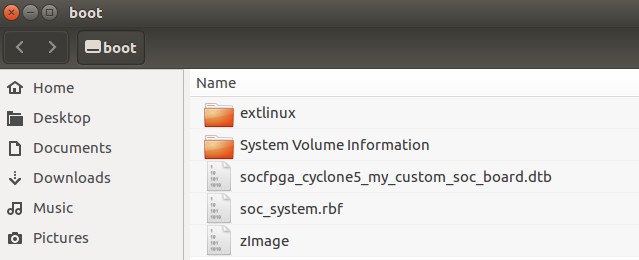 boot
boot
Home
Desktop
Documents
Downloads
Music
Pictures
Name
extlinux
System Volume Information
socfpga_cyclone5_my_custom_soc_board.dtb
soc_system.rbf
zImage